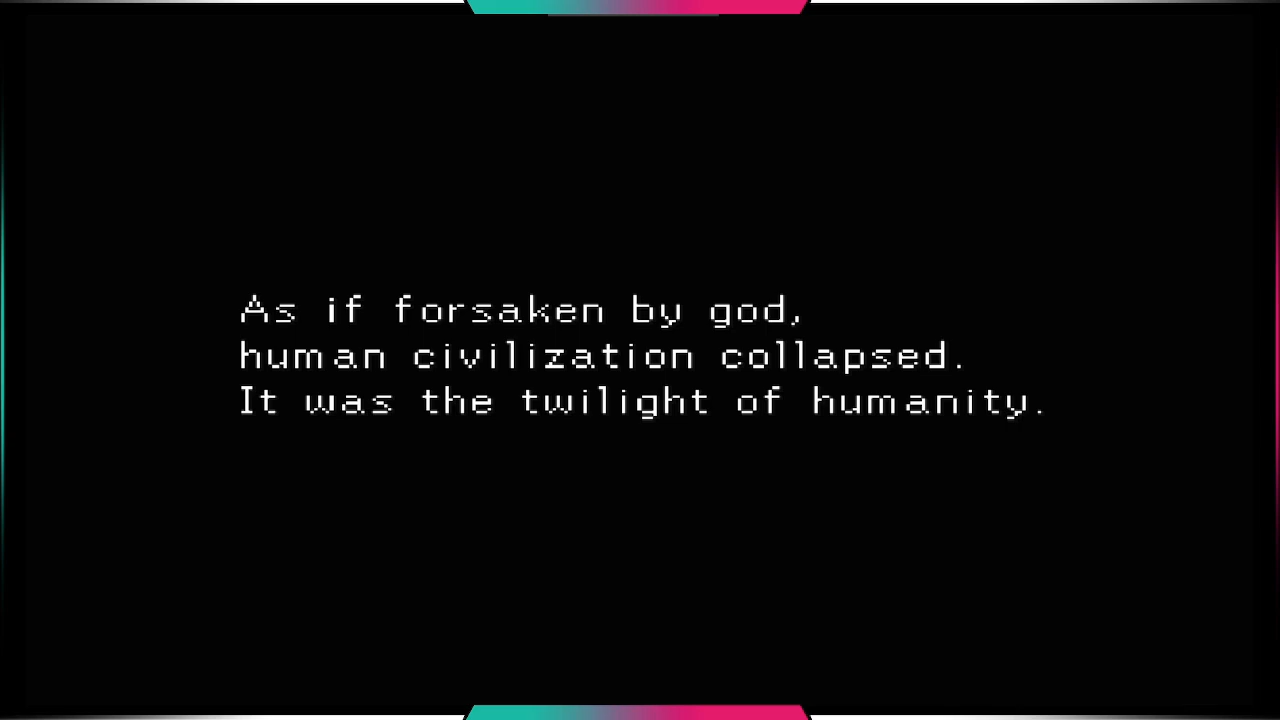 As if forsaken by god,
human civilization collapsed.
It was the twilight of humanity.